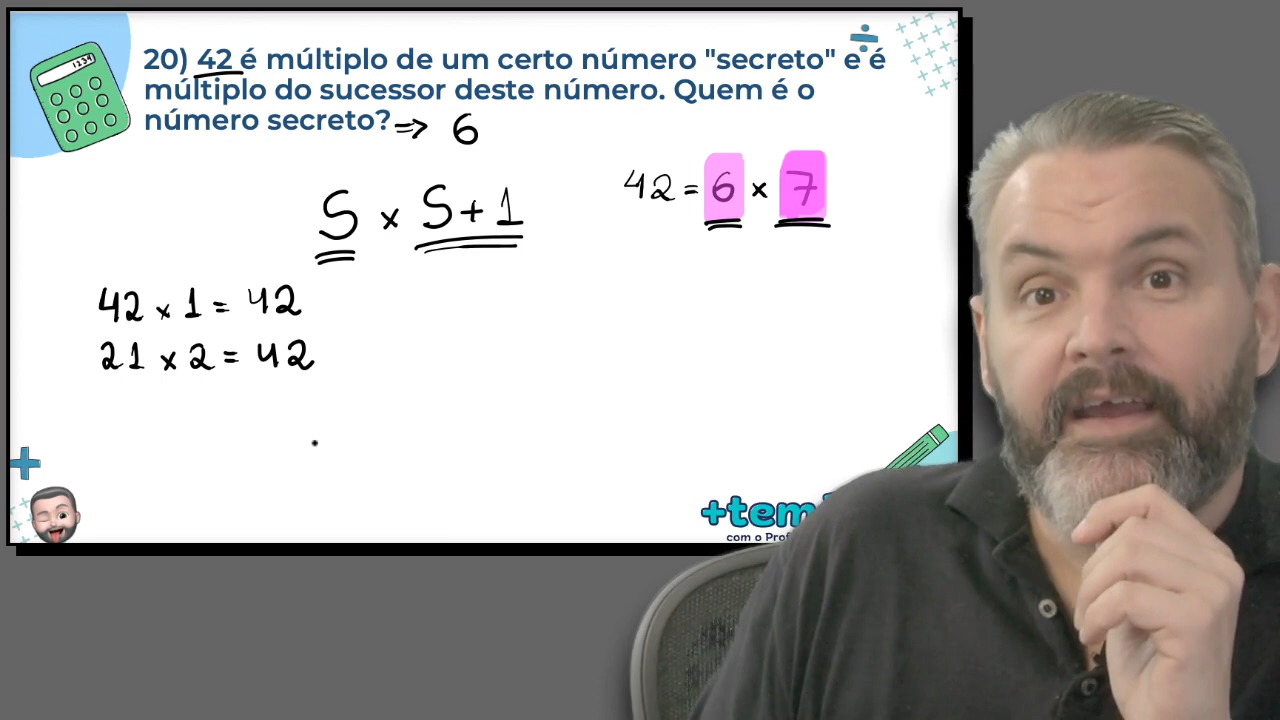 20) 42 é múltiplo de um certo número "secreto" e é
múltiplo do sucessor deste número. Quem é o
número secreto? => 6
42 = 6 x 7
S x S+1
42 x 1 = 42
21 x 2 = 42
+tem
com o Prof